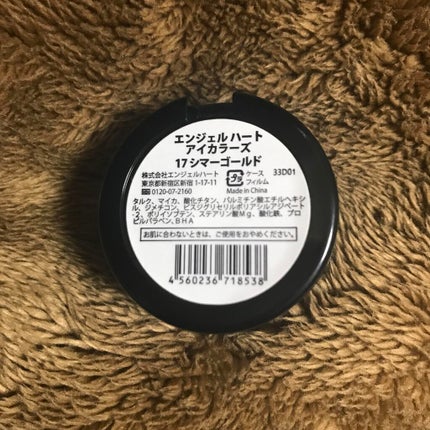 エンジェル ハート
アイカラーズ
17 シマーゴールド
株式会社エンジェルハート
東京都新宿区新宿 1-17-11
0120-07-2160
プラ ケース フィルム
33D01
Made in China
タルク、マイカ、酸化チタン、パルミチン酸エチルヘキシ
ル、ジメチコン、ビスジグリセリルポリアシルアジペート
-2、ポリイソブテン、ステアリン酸Mg、酸化鉄、プロ
ピルパラベン、BHA
お肌に合わないときは、ご使用をおやめください。
4 560236 718538